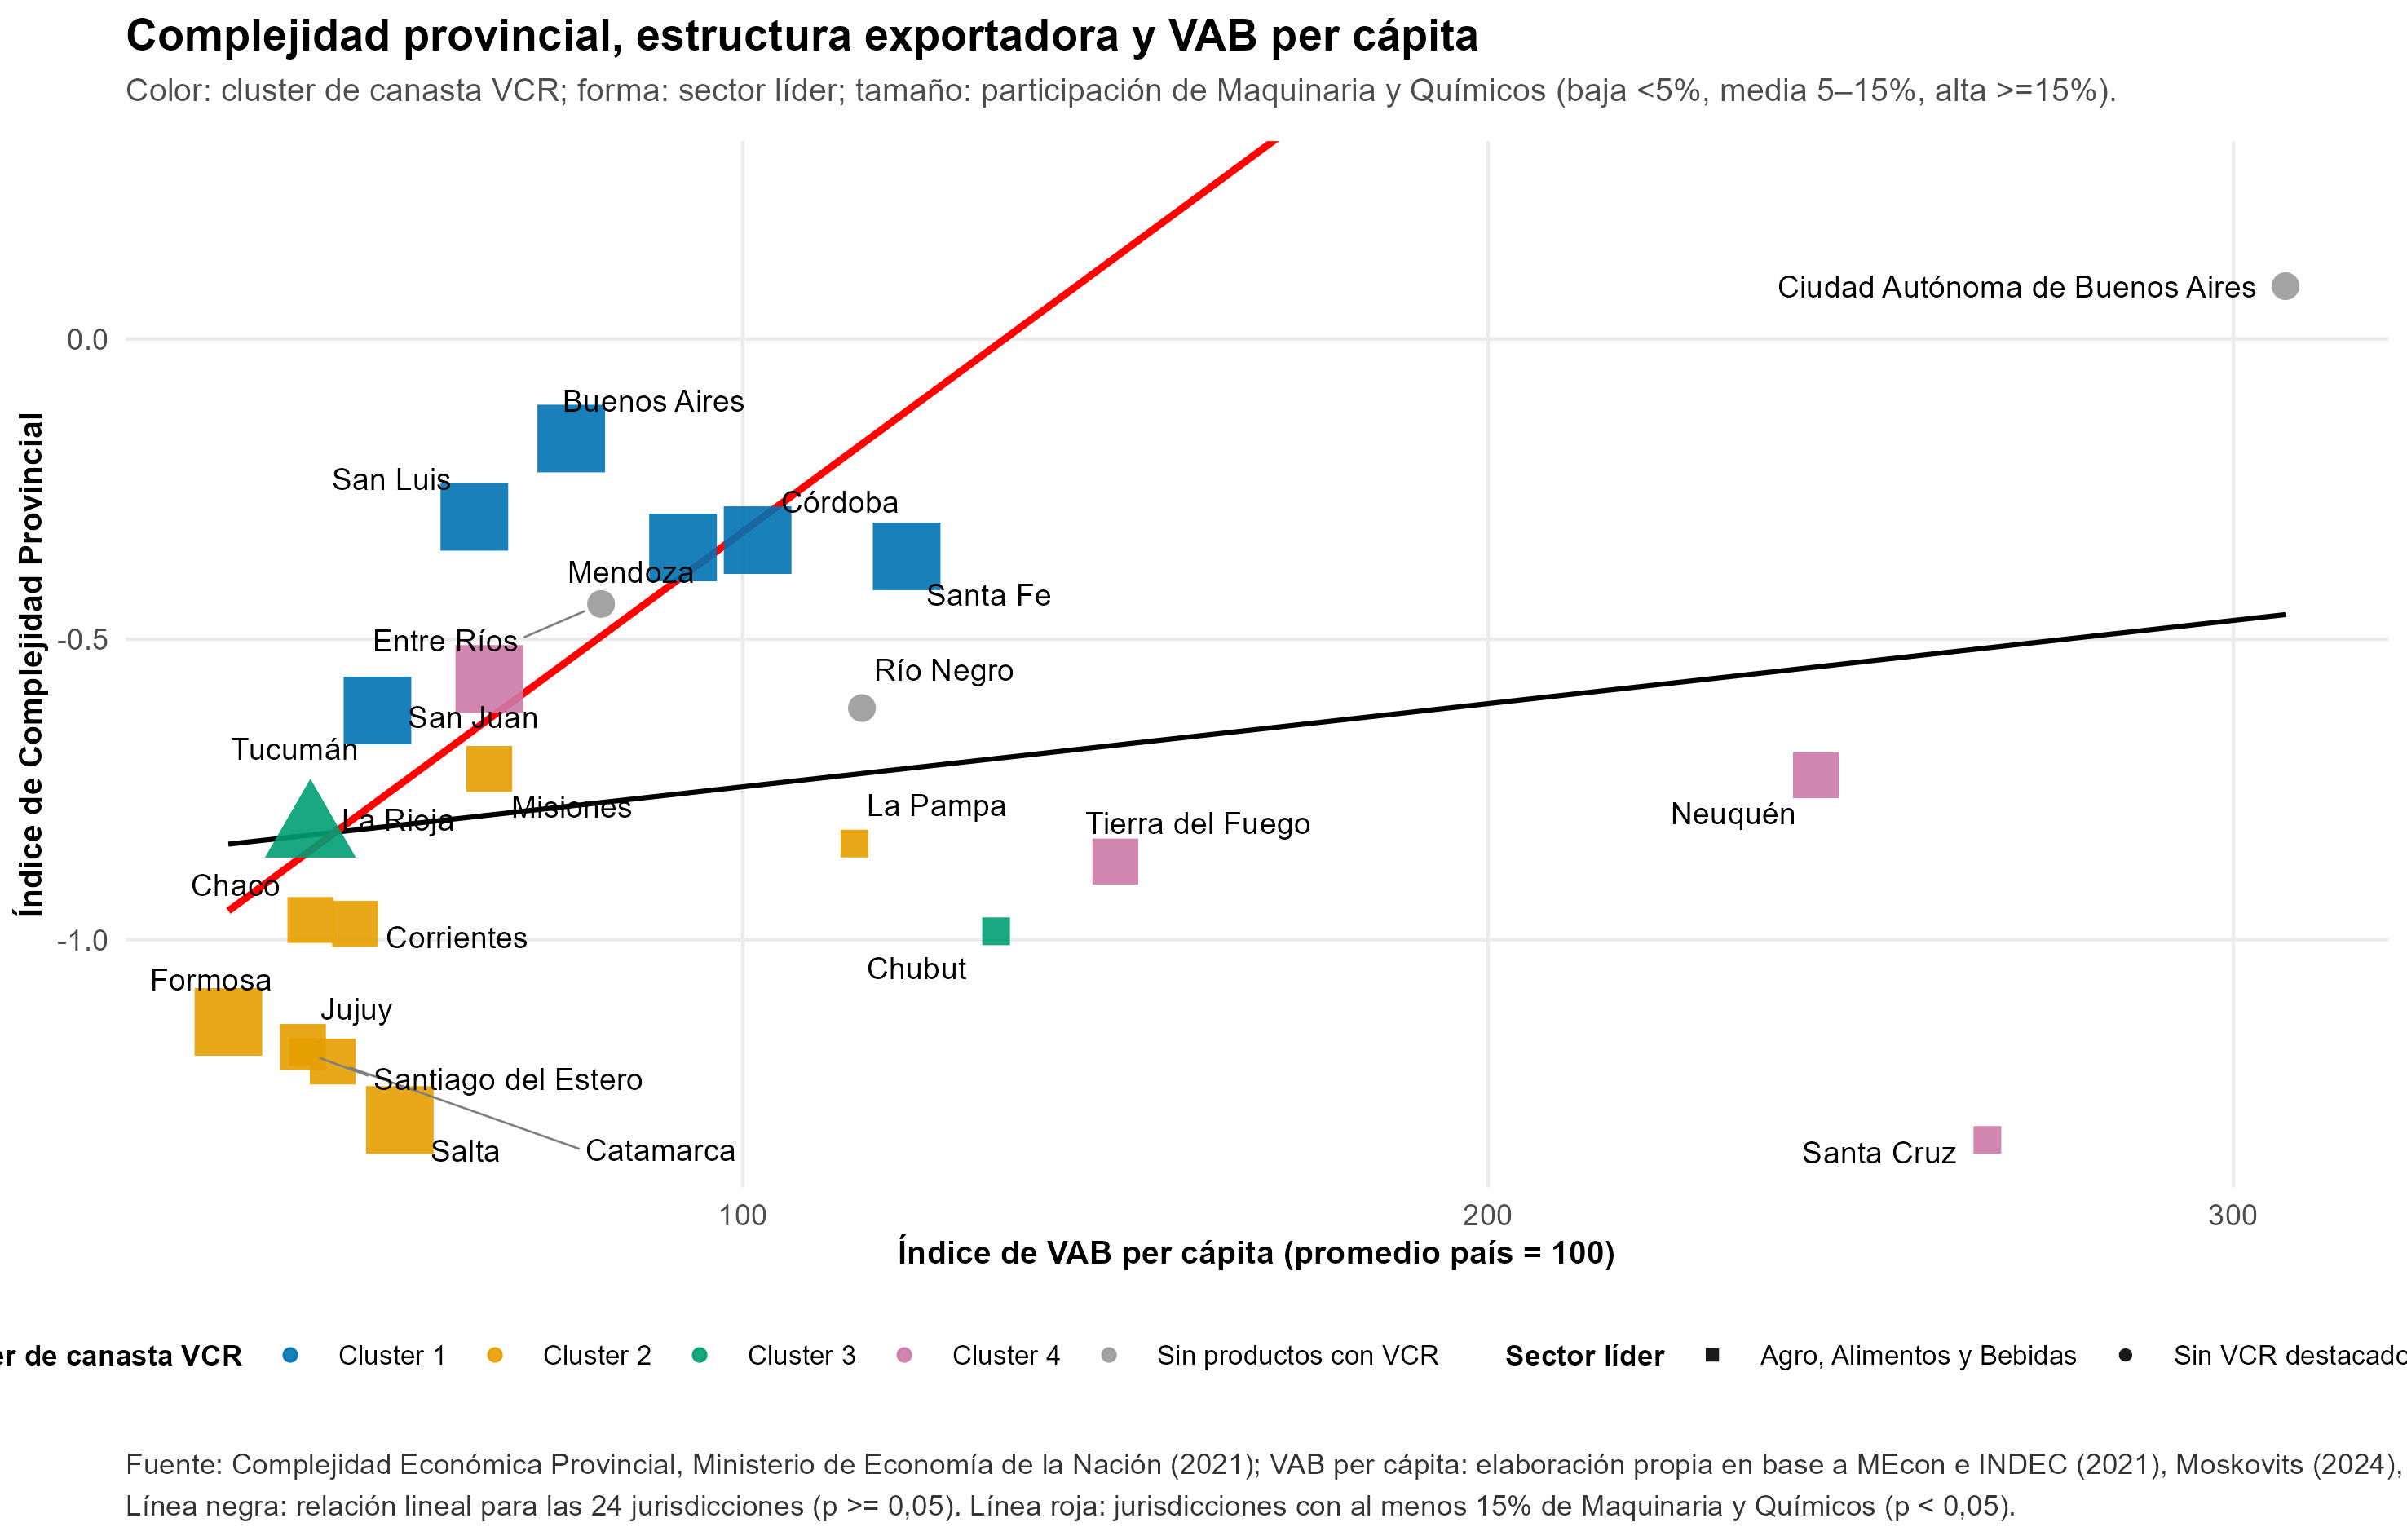 Complejidad provincial, estructura exportadora y VAB per cápita
Color: cluster de canasta VCR; forma: sector líder; tamaño: participación de Maquinaria y Químicos (baja <5%, media 5–15%, alta >=15%).
Índice de Complejidad Provincial
0.0
-0.5
-1.0
Ciudad Autónoma de Buenos Aires
Buenos Aires
San Luis
Córdoba
Mendoza
Santa Fe
Entre Ríos
Río Negro
San Juan
Tucumán
Misiones
La Pampa
La Rioja
Tierra del Fuego
Neuquén
Chaco
Corrientes
Chubut
Formosa
Jujuy
Santiago del Estero
Salta
Catamarca
Santa Cruz
100
200
300
Índice de VAB per cápita (promedio país = 100)
er de canasta VCR Cluster 1 Cluster 2 Cluster 3 Cluster 4 Sin productos con VCR Sector líder Agro, Alimentos y Bebidas Sin VCR destacado
Fuente: Complejidad Económica Provincial, Ministerio de Economía de la Nación (2021); VAB per cápita: elaboración propia en base a MEcon e INDEC (2021), Moskovits (2024),
Línea negra: relación lineal para las 24 jurisdicciones (p >= 0,05). Línea roja: jurisdicciones con al menos 15% de Maquinaria y Químicos (p < 0,05).